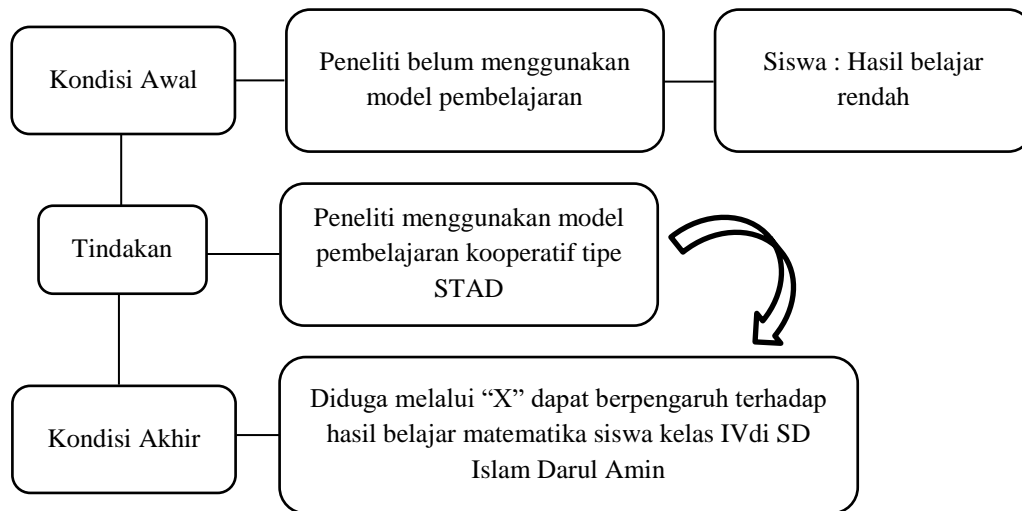 Kondisi Awal
Peneliti belum menggunakan
model pembelajaran
Siswa : Hasil belajar
rendah
Tindakan
Peneliti menggunakan model
pembelajaran kooperatif tipe
STAD
Kondisi Akhir
Diduga melalui “X” dapat berpengaruh terhadap
hasil belajar matematika siswa kelas IVdi SD
Islam Darul Amin